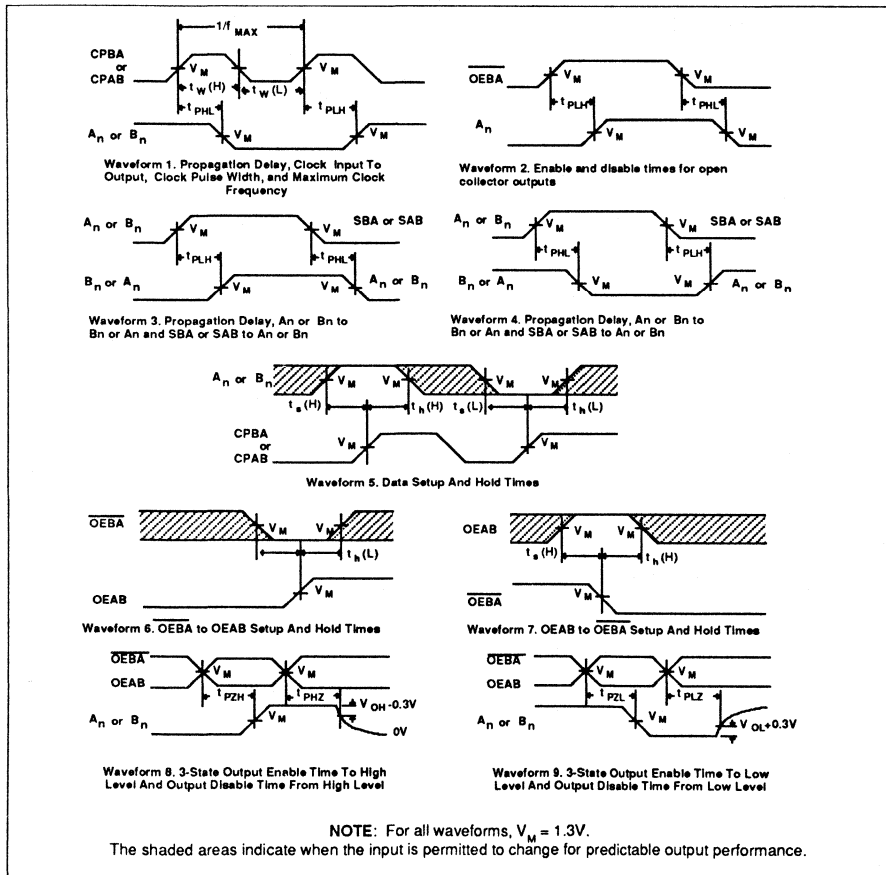 1/f MAX
CPBA
or
CPAB
V M
V M
t W (H)
t W (L)
t PHL
t PLH
A n or B n
V M
V M
Waveform 1. Propagation Delay, Clock Input To
Output, Clock Pulse Width, and Maximum Clock
Frequency
OEBA
V M
V M
t PLH
t PHL
A n
V M
V M
Waveform 2. Enable and disable times for open
collector outputs
A n or B n
V M
V M
SBA or SAB
t PLH
t PHL
B n or A n
V M
V M
A n or B n
Waveform 3. Propagation Delay, An or Bn to
Bn or An and SBA or SAB to An or Bn
A n or B n
V M
V M
SBA or SAB
t PHL
t PLH
B n or A n
V M
V M
A n or B n
Waveform 4. Propagation Delay, An or Bn to
Bn or An and SBA or SAB to An or Bn
A n or B n
V M
V M
V M
V M
t s (H)
t h (H)
t s (L)
t h (L)
CPBA
or
CPAB
V M
V M
Waveform 5. Data Setup And Hold Times
OEBA
V M
V M
t h (L)
OEAB
V M
Waveform 6. OEBA to OEAB Setup And Hold Times
OEAB
V M
V M
t s (H)
t h (H)
OEBA
V M
Waveform 7. OEAB to OEBA Setup And Hold Times
OEBA
OEAB
V M
V M
t PZH
t PHZ
A n or B n
V M
V OH -0.3V
0V
Waveform 8. 3-State Output Enable Time To High
Level And Output Disable Time From High Level
OEBA
OEAB
V M
V M
t PZL
t PLZ
A n or B n
V M
V OL +0.3V
Waveform 9. 3-State Output Enable Time To Low
Level And Output Disable Time From Low Level
NOTE: For all waveforms, V M = 1.3V.
The shaded areas indicate when the input is permitted to change for predictable output performance.